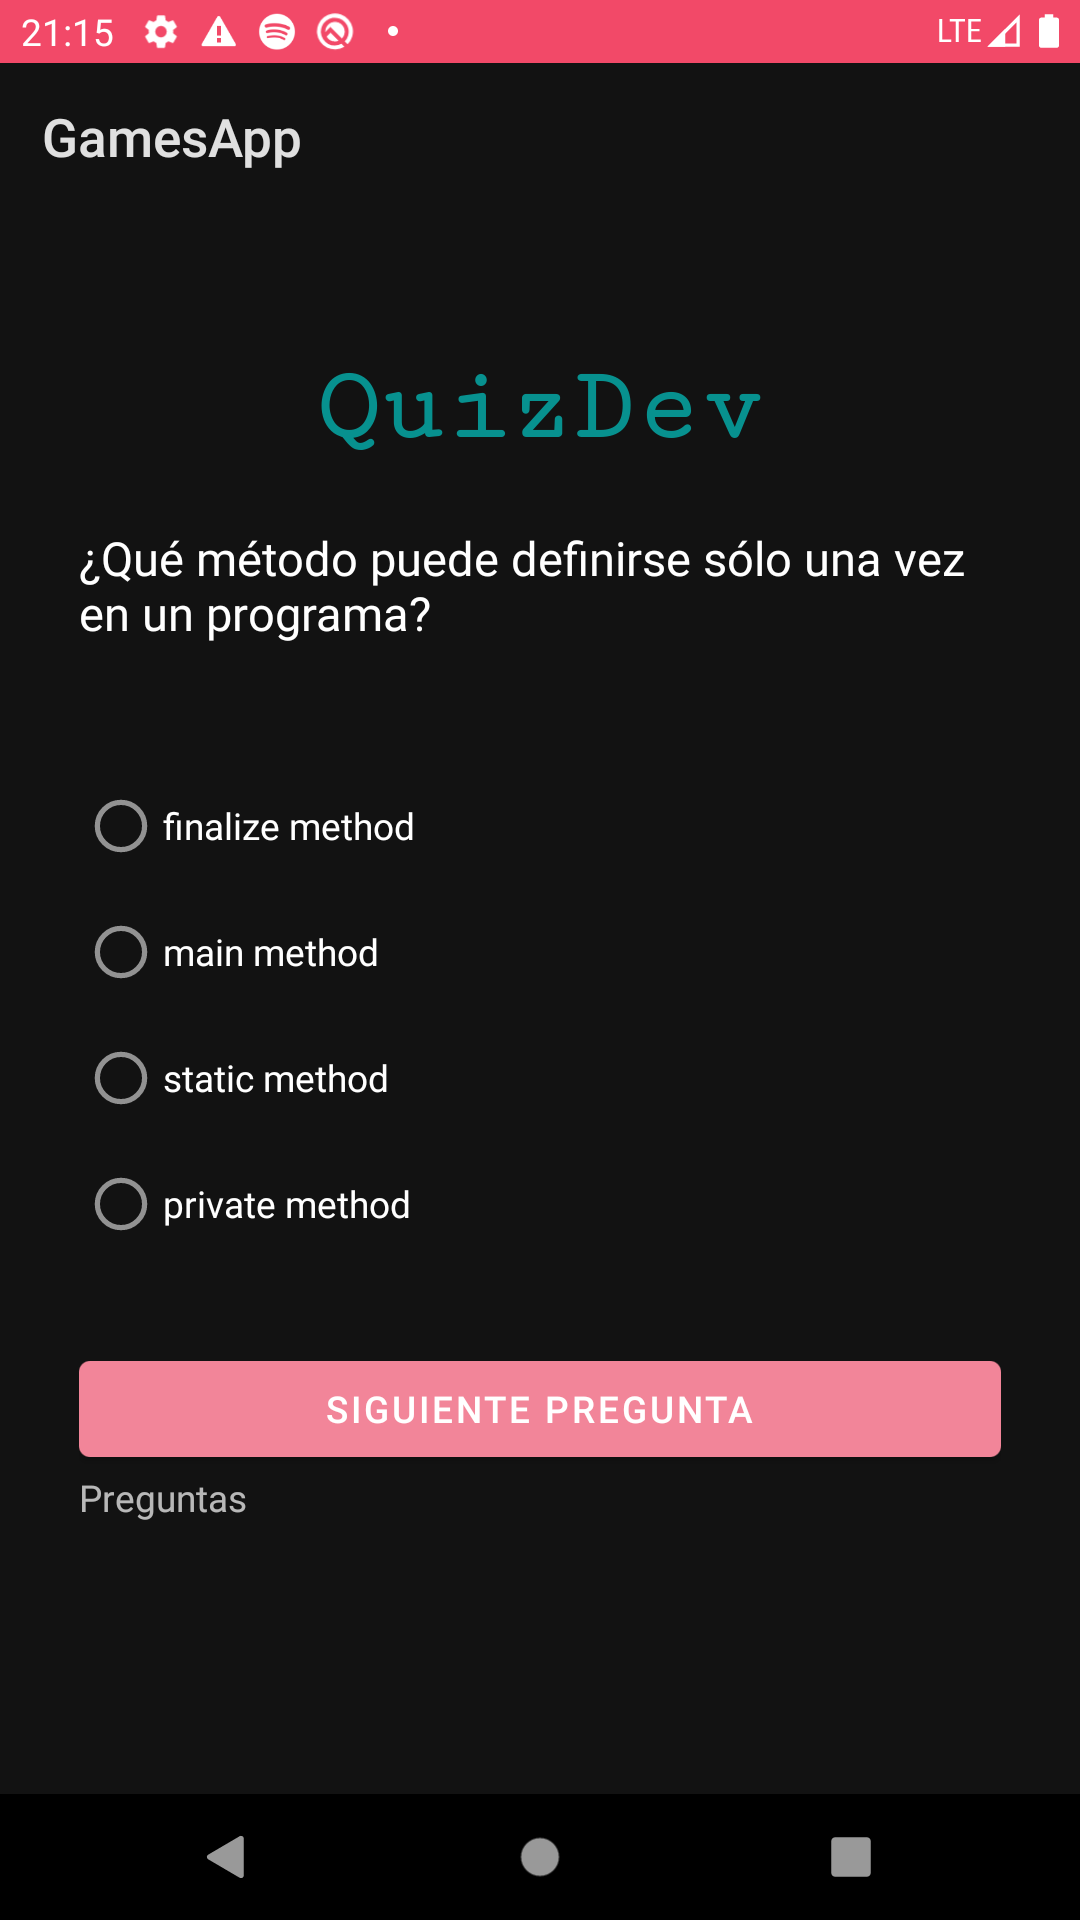 21:15
LTE
GamesApp
QuizDev
¿Qué método puede definirse sólo una vez
en un programa?
finalize method
main method
static method
private method
SIGUIENTE PREGUNTA
Preguntas